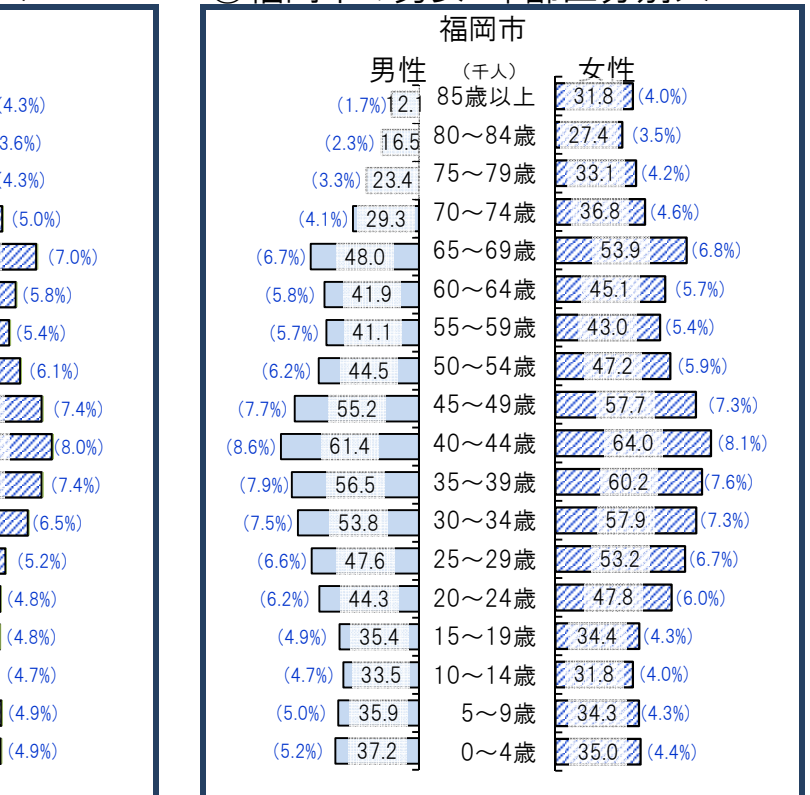 福岡市
男性 (千人) 女性
(4.3%)
(1.7%) 12.1 85歳以上 31.8 (4.0%)
(3.6%)
(2.3%) 16.5 80～84歳 27.4 (3.5%)
(4.3%)
(3.3%) 23.4 75～79歳 33.1 (4.2%)
(5.0%)
(4.1%) 29.3 70～74歳 36.8 (4.6%)
(7.0%)
(6.7%) 48.0 65～69歳 53.9 (6.8%)
(5.8%)
(5.8%) 41.9 60～64歳 45.1 (5.7%)
(5.4%)
(5.7%) 41.1 55～59歳 43.0 (5.4%)
(6.1%)
(6.2%) 44.5 50～54歳 47.2 (5.9%)
(7.4%)
(7.7%) 55.2 45～49歳 57.7 (7.3%)
(8.0%)
(8.6%) 61.4 40～44歳 64.0 (8.1%)
(7.4%)
(7.9%) 56.5 35～39歳 60.2 (7.6%)
(6.5%)
(7.5%) 53.8 30～34歳 57.9 (7.3%)
(5.2%)
(6.6%) 47.6 25～29歳 53.2 (6.7%)
(4.8%)
(6.2%) 44.3 20～24歳 47.8 (6.0%)
(4.8%)
(4.9%) 35.4 15～19歳 34.4 (4.3%)
(4.7%)
(4.7%) 33.5 10～14歳 31.8 (4.0%)
(4.9%)
(5.0%) 35.9 5～9歳 34.3 (4.3%)
(4.9%)
(5.2%) 37.2 0～4歳 35.0 (4.4%)